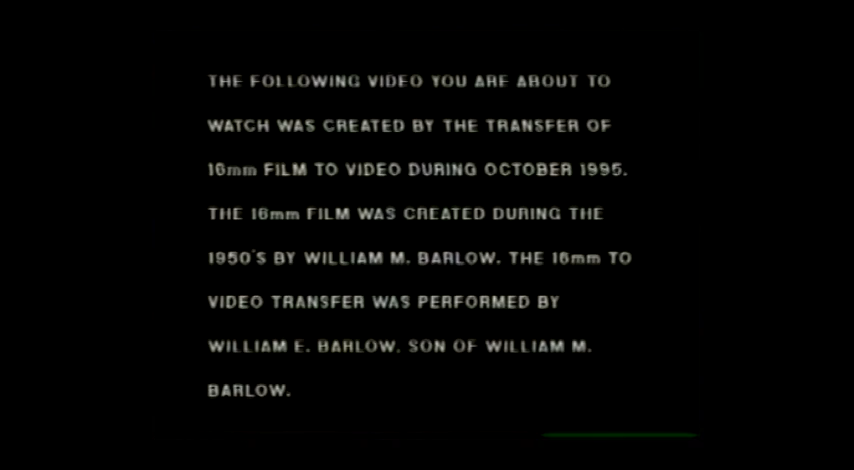 THE FOLLOWING VIDEO YOU ARE ABOUT TO
WATCH WAS CREATED BY THE TRANSFER OF
16mm FILM TO VIDEO DURING OCTOBER 1995.
THE 16mm FILM WAS CREATED DURING THE
1950'S BY WILLIAM M. BARLOW. THE 16mm TO
VIDEO TRANSFER WAS PERFORMED BY
WILLIAM E. BARLOW, SON OF WILLIAM M.
BARLOW.